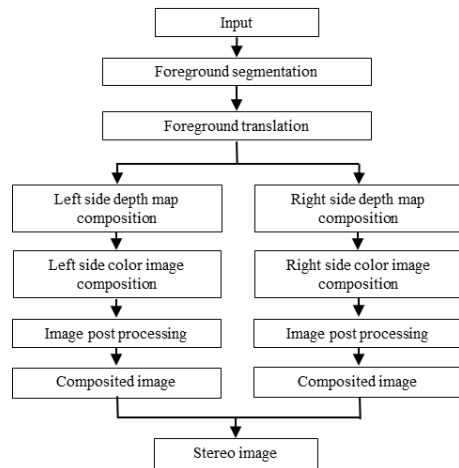 Input
Foreground segmentation
Foreground translation
Left side depth map
composition
Right side depth map
composition
Left side color image
composition
Right side color image
composition
Image post processing
Image post processing
Composited image
Composited image
Stereo image